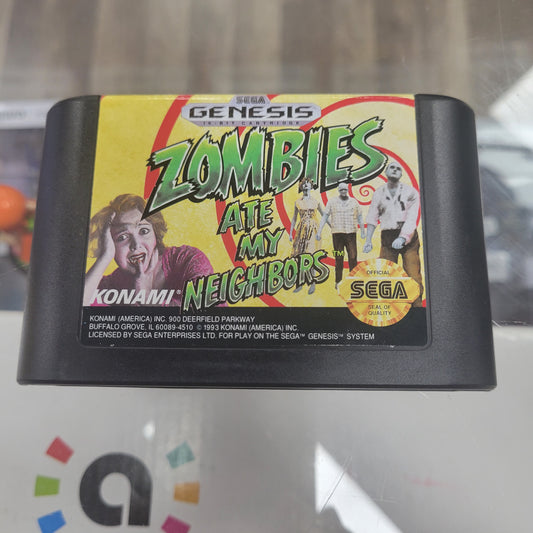 SEGA
GENESIS
16-BIT CARTRIDGE
ZOMBIES
ATE
MY
NEIGHBORS™
KONAMI®
OFFICIAL
SEGA
SEAL OF
QUALITY
KONAMI (AMERICA) INC. 900 DEERFIELD PARKWAY
BUFFALO GROVE, IL 60089-4510 © 1993 KONAMI (AMERICA) INC.
LICENSED BY SEGA ENTERPRISES LTD. FOR PLAY ON THE SEGA™ GENESIS™ SYSTEM
a